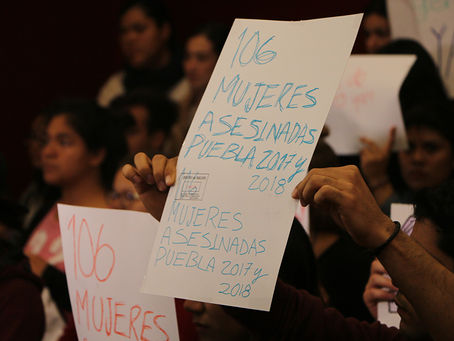 106
MUJERES
ASESINADAS
PUEBLA 2017 y
2018
MUJERES
ASESINADAS
PUEBLA 2017 y
2018
106
MUJERES